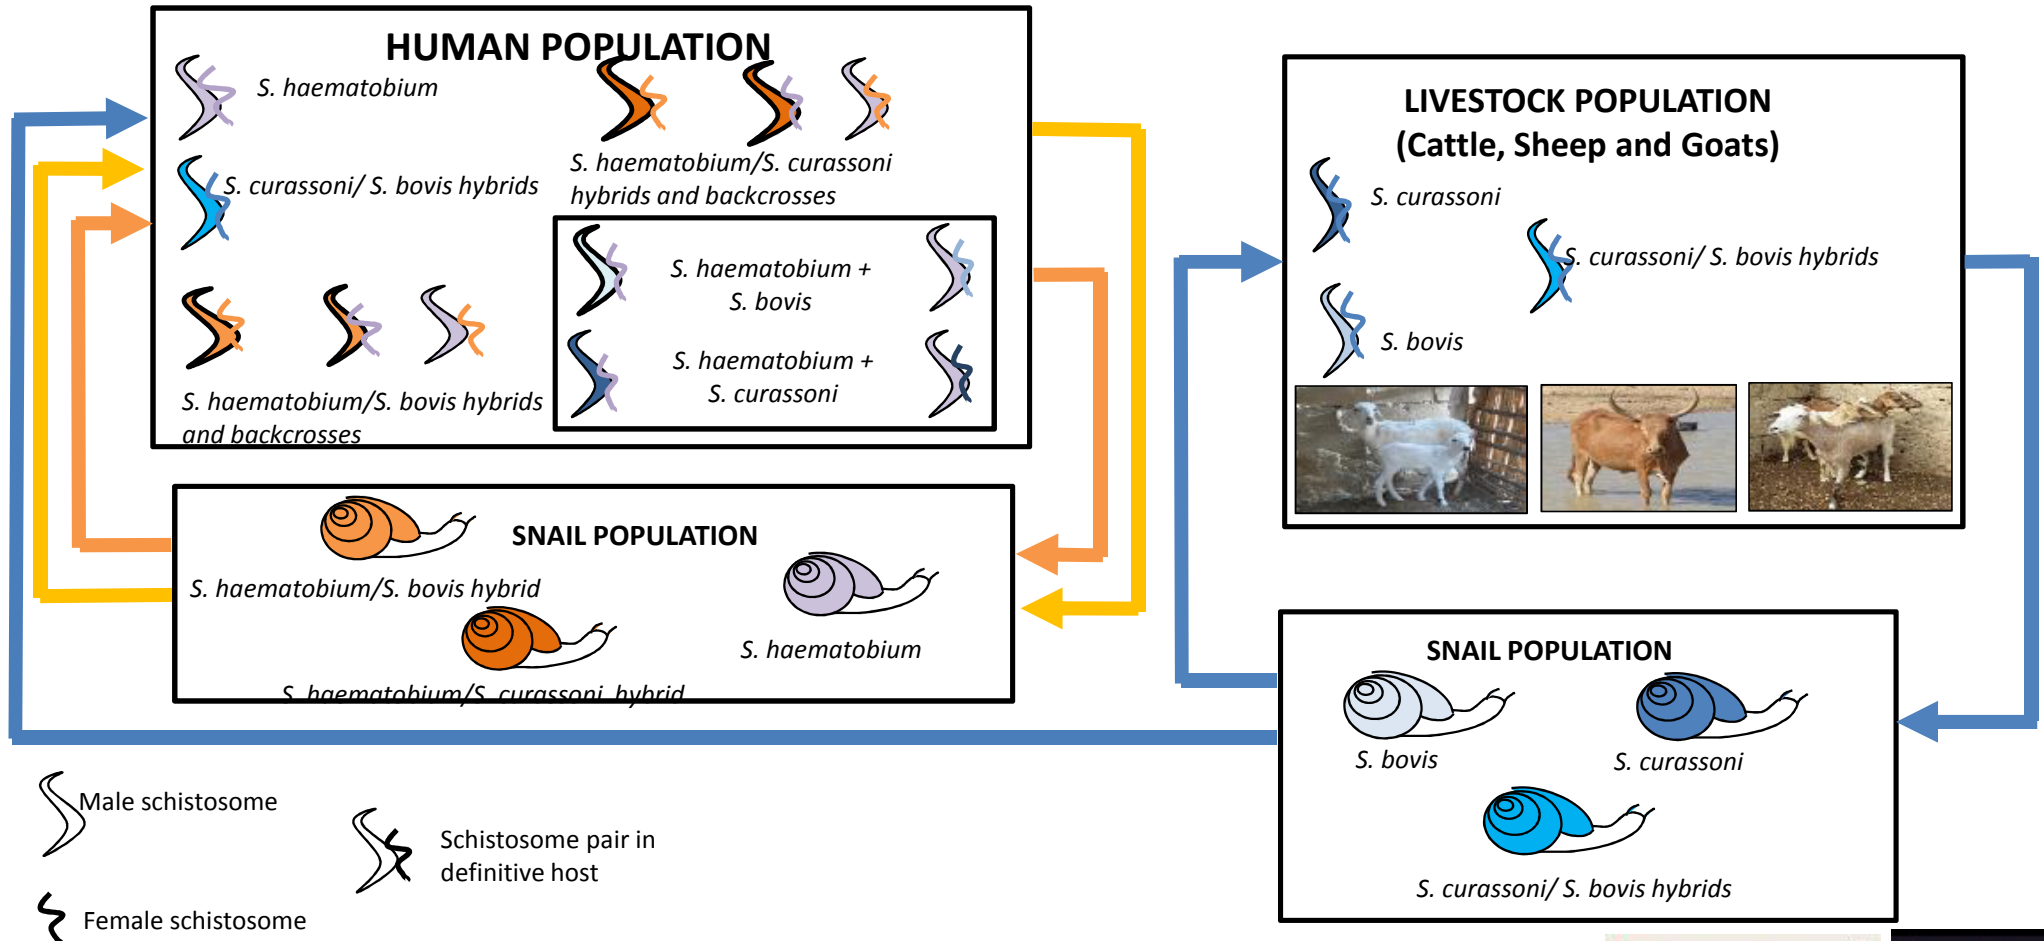 HUMAN POPULATION
S. haematobium
S. haematobium/S. curassoni
hybrids and backcrosses
S. curassoni/ S. bovis hybrids
S. haematobium +
S. bovis
S. haematobium +
S. curassoni
S. haematobium/S. bovis hybrids
and backcrosses
SNAIL POPULATION
S. haematobium/S. bovis hybrid
S. haematobium
S. haematobium/S. curassoni hybrid
LIVESTOCK POPULATION
(Cattle, Sheep and Goats)
S. curassoni
S. curassoni/ S. bovis hybrids
S. bovis
SNAIL POPULATION
S. bovis
S. curassoni
S. curassoni/ S. bovis hybrids
Male schistosome
Schistosome pair in
definitive host
Female schistosome